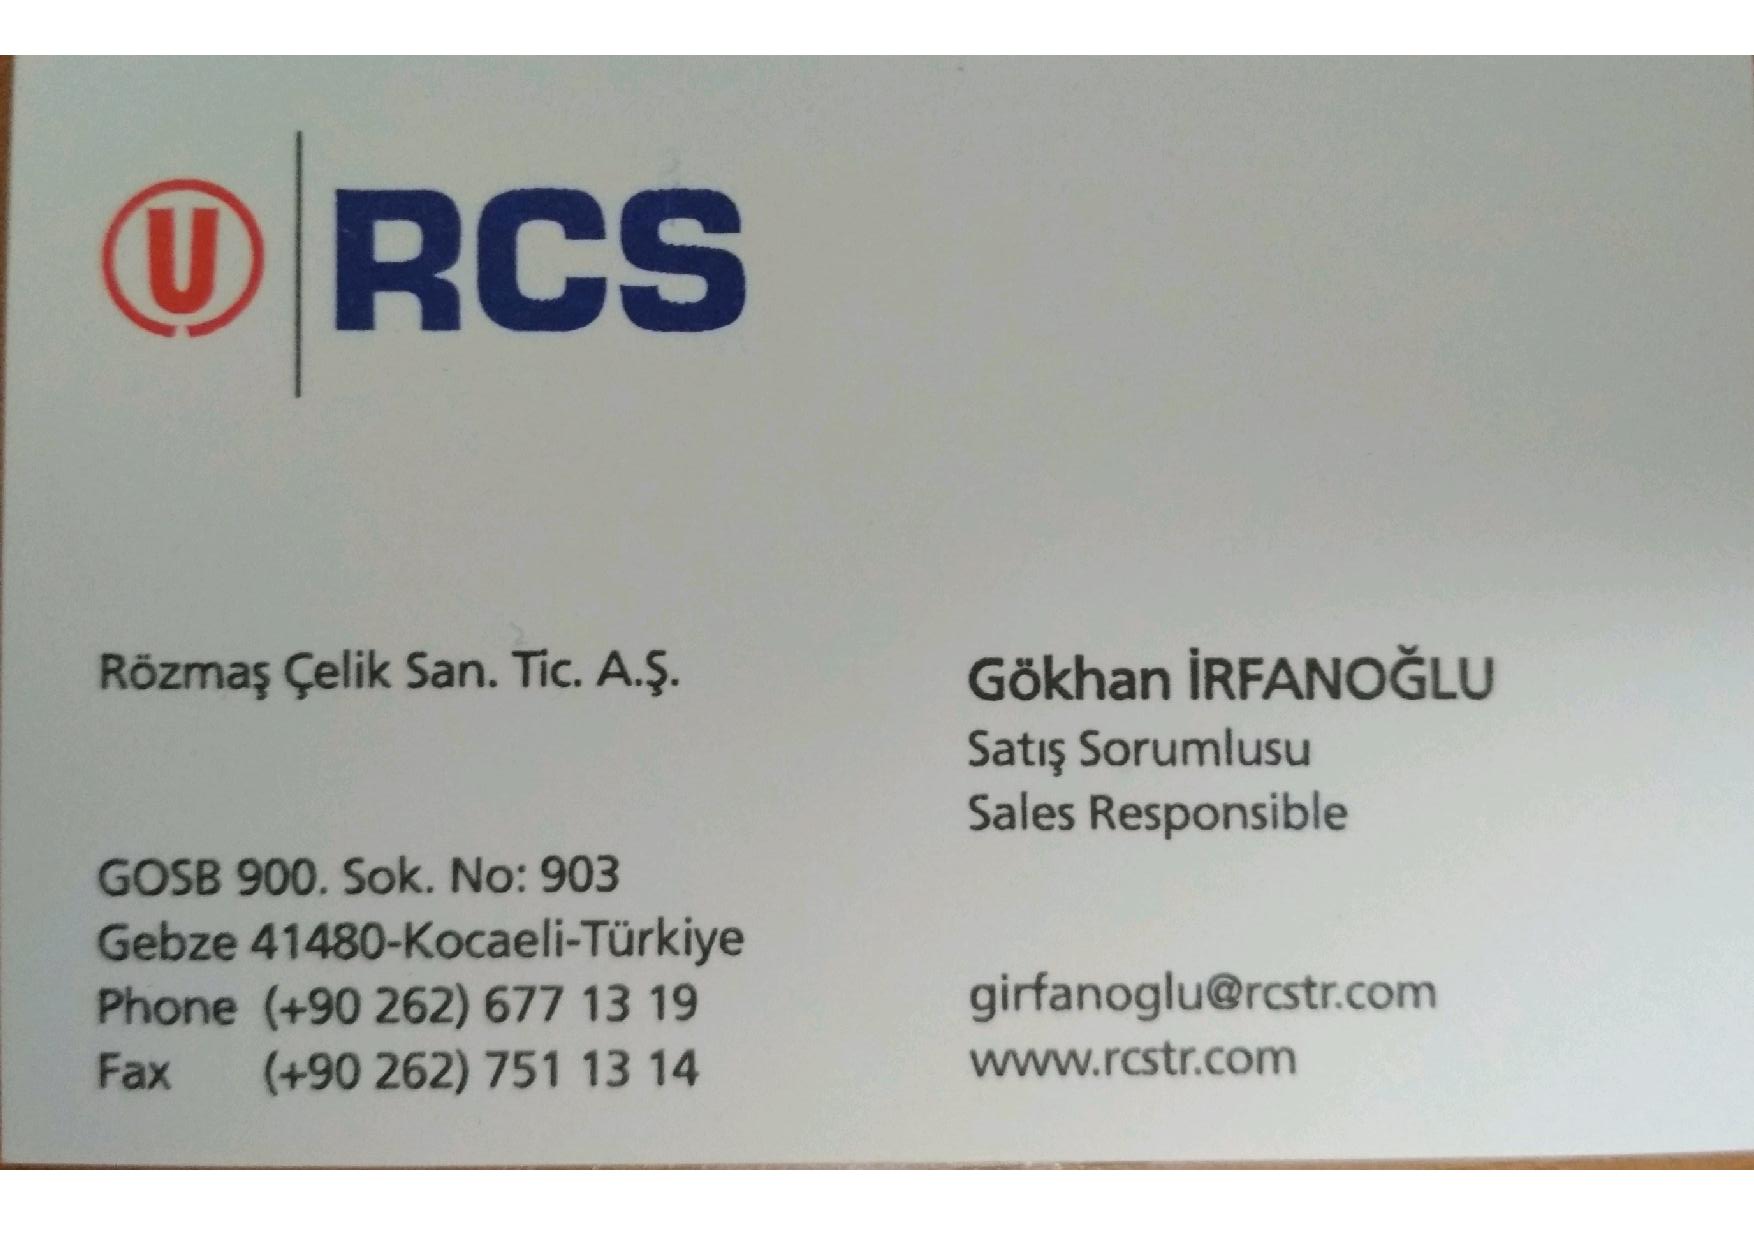 U RCS
Rözmaş Çelik San. Tic. A.Ş.
GOSB 900. Sok. No: 903
Gebze 41480-Kocaeli-Türkiye
Phone (+90 262) 677 13 19
Fax (+90 262) 751 13 14
Gökhan İRFANOĞLU
Satış Sorumlusu
Sales Responsible
girfanoglu@rcstr.com
www.rcstr.com